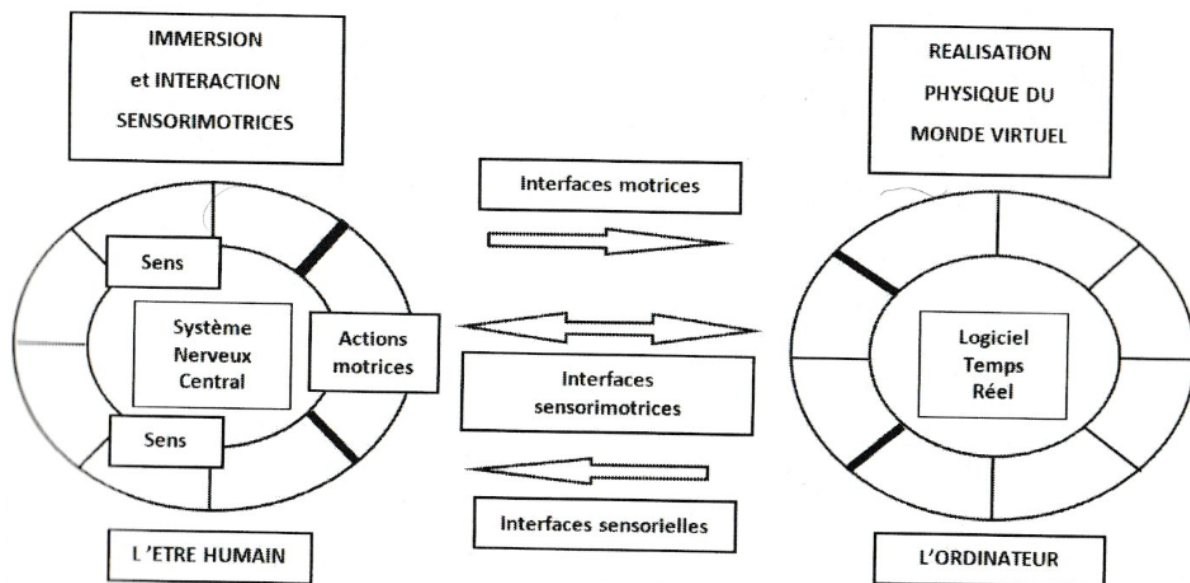 IMMERSION
et INTERACTION
SENSORIMOTRICES
REALISATION
PHYSIQUE DU
MONDE VIRTUEL
Interfaces motrices
Sens
Système
Nerveux
Central
Actions
motrices
Interfaces
sensorimotrices
Logiciel
Temps
Réel
Sens
Interfaces sensorielles
L 'ETRE HUMAIN
L'ORDINATEUR